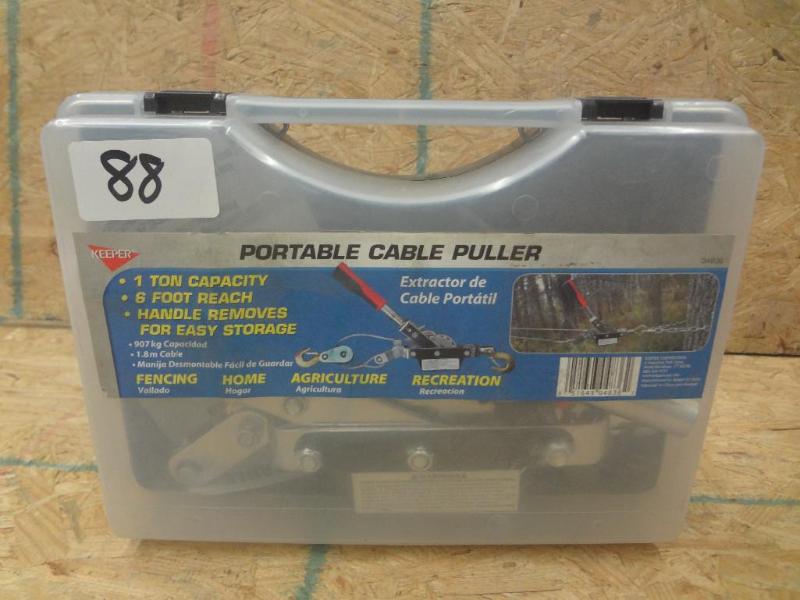 88
KEEPER
PORTABLE CABLE PULLER
04036
• 1 TON CAPACITY
• 6 FOOT REACH
• HANDLE REMOVES
FOR EASY STORAGE
• 907 kg Capacidad
• 1.8 m Cable
• Manija Desmontable Fácil de Guardar
Extractor de
Cable Portátil
FENCING
Vallado
HOME
Hogar
AGRICULTURE
Agricultura
RECREATION
Recreacion